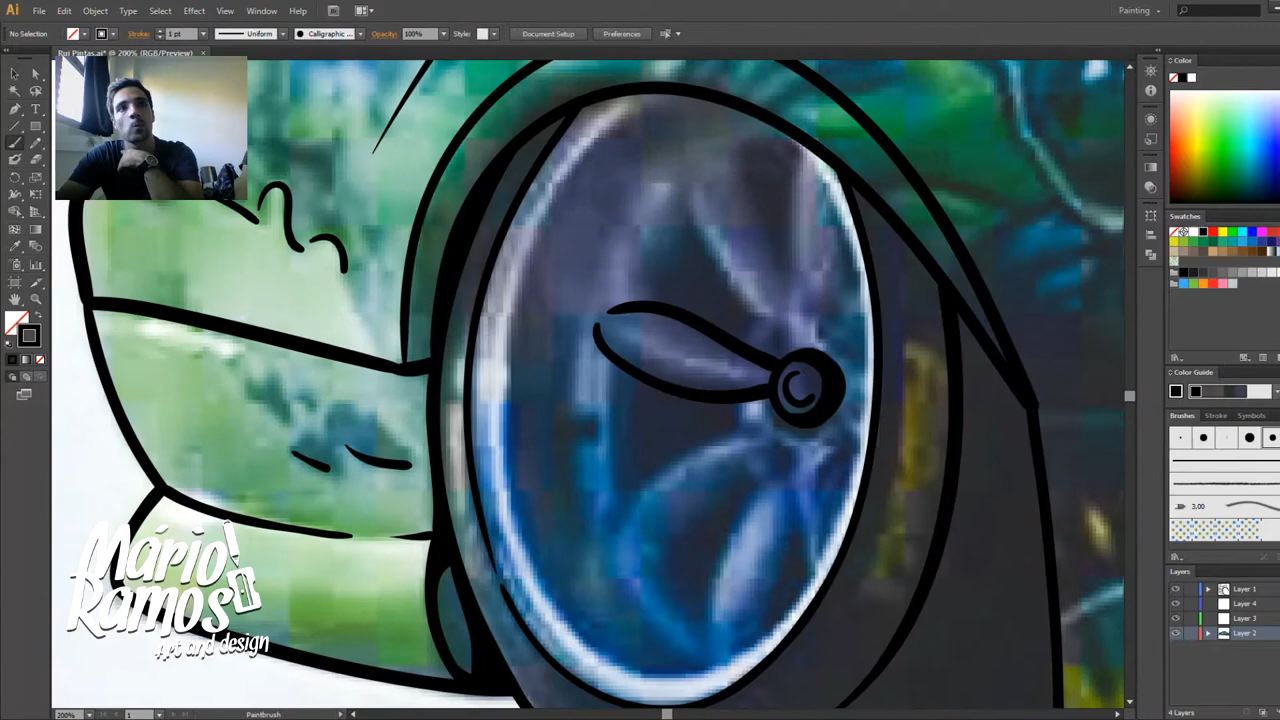 Ai File Edit Object Type Select Effect View Window Help Br Painting
No Selection Stroke: 1 pt Uniform Calligraphic ... Opacity: 100% Style: Document Setup Preferences
Rui Pintas.ai* @ 200% (RGB/Preview)
Color
Swatches
Color Guide
Brushes Stroke Symbols
3,00
Layers
Layer 1
Layer 4
Layer 3
Layer 2
Mário
Ramos
Art and design
200% 1 Paintbrush 4 Layers